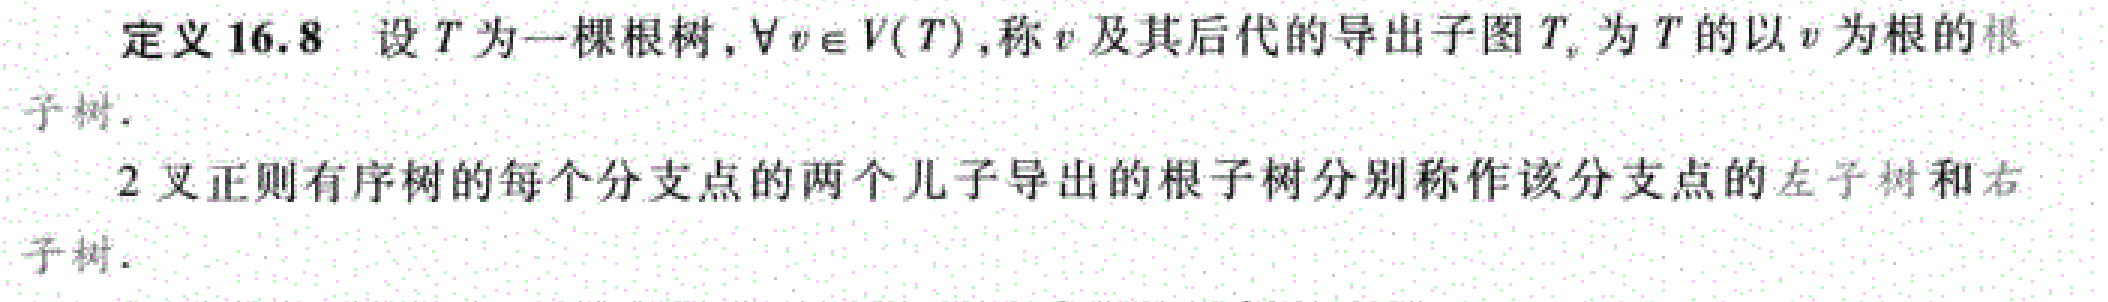 定义 16.8 设 T 为一棵根树,∀ v∈V(T),称 v 及其后代的导出子图 Tᵥ 为 T 的以 v 为根的根
子树.
2 叉正则有序树的每个分支点的两个儿子导出的根子树分别称作该分支点的左子树和右
子树.